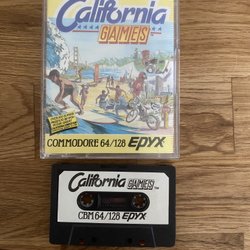 California
GAMES
COMMODORE 64/128 EPYX
California
GAMES
CBM 64/128 EPYX